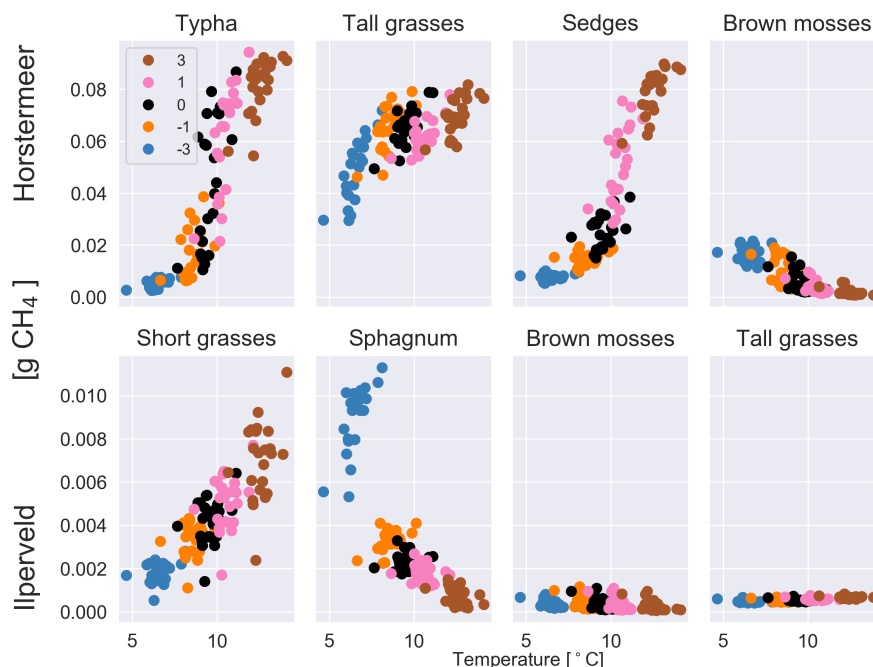 Typha Tall grasses Sedges Brown mosses
3
1
0
-1
-3
0.08
0.06
0.04
0.02
0.00
Horstermeer
[g CH4 ]
Short grasses Sphagnum Brown mosses Tall grasses
0.010
0.008
0.006
0.004
0.002
0.000
Ilperveld
5 10 5 10 5 10 5 10
Temperature [ °C]